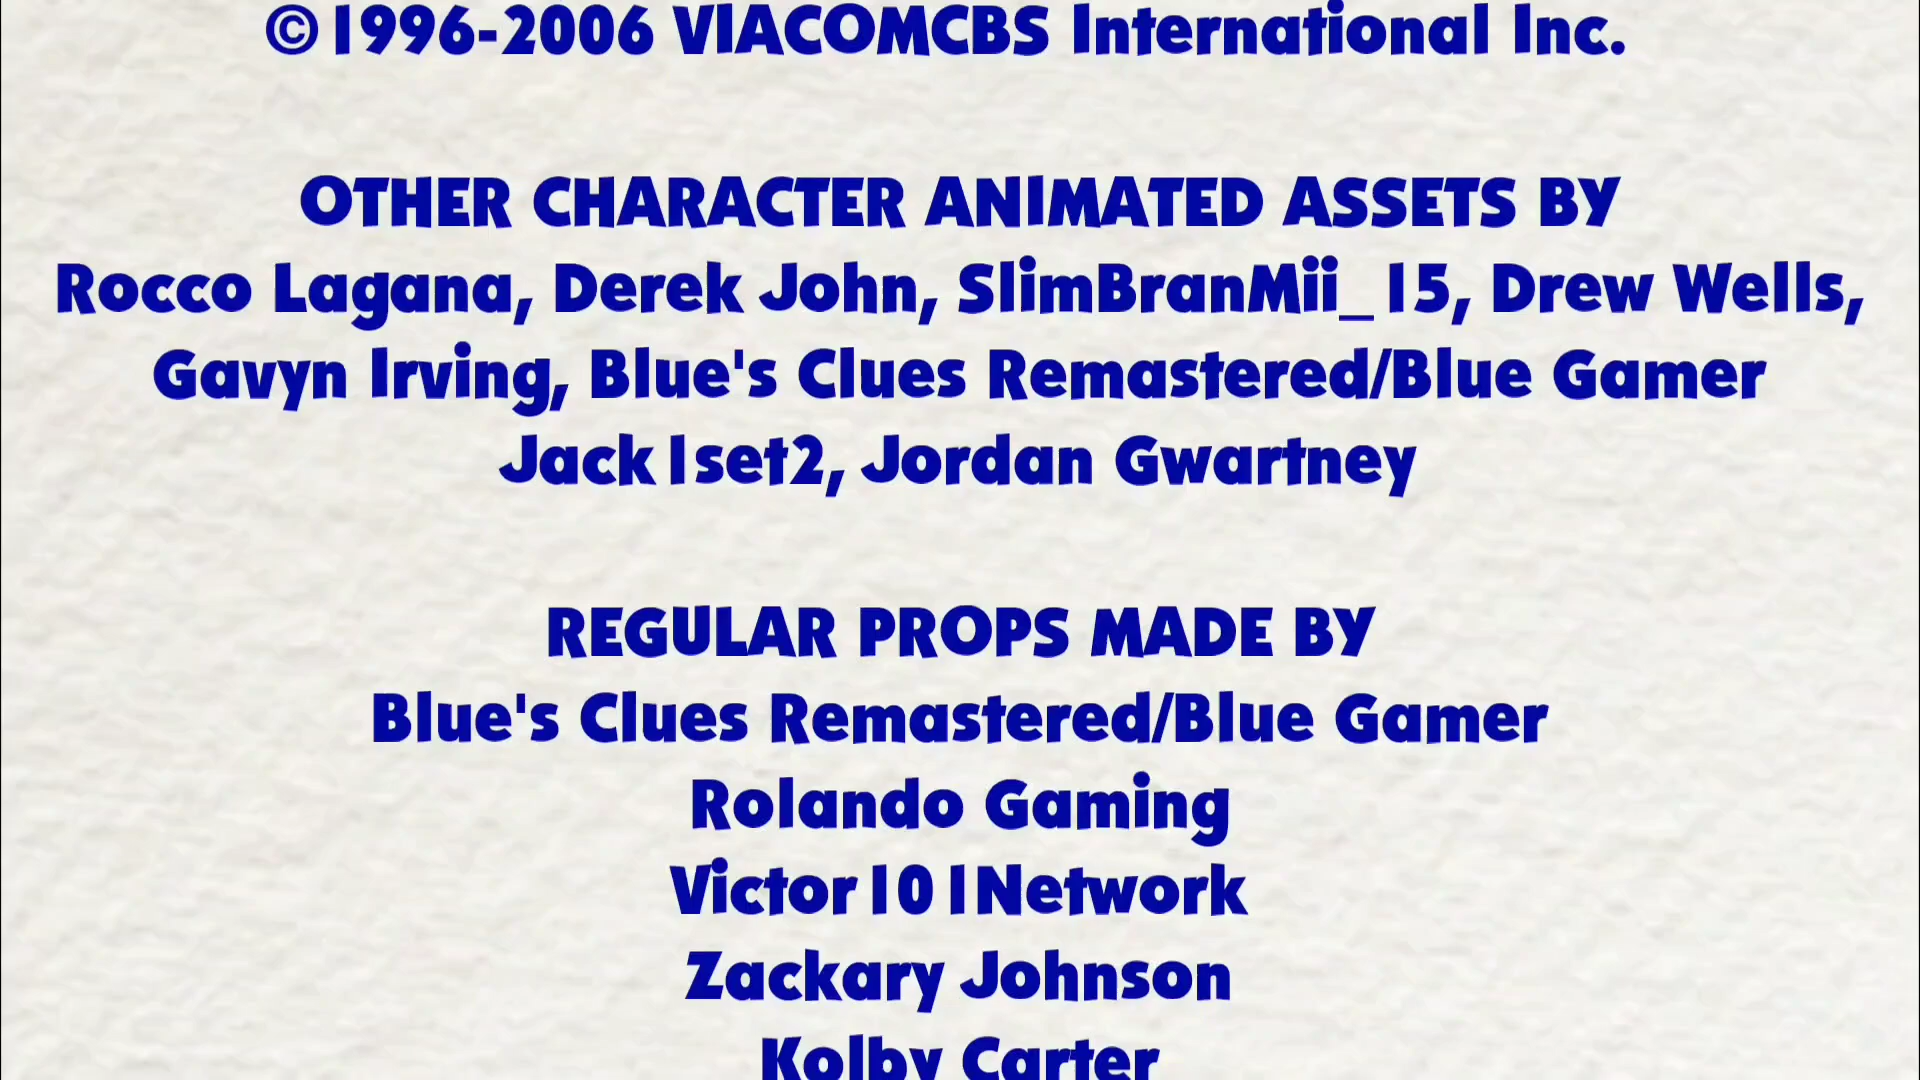 ©1996-2006 VIACOMCBS International Inc.
OTHER CHARACTER ANIMATED ASSETS BY
Rocco Lagana, Derek John, SlimBranMii_15, Drew Wells,
Gavyn Irving, Blue's Clues Remastered/Blue Gamer
Jack1set2, Jordan Gwartney
REGULAR PROPS MADE BY
Blue's Clues Remastered/Blue Gamer
Rolando Gaming
Victor101Network
Zackary Johnson
Kolby Carter